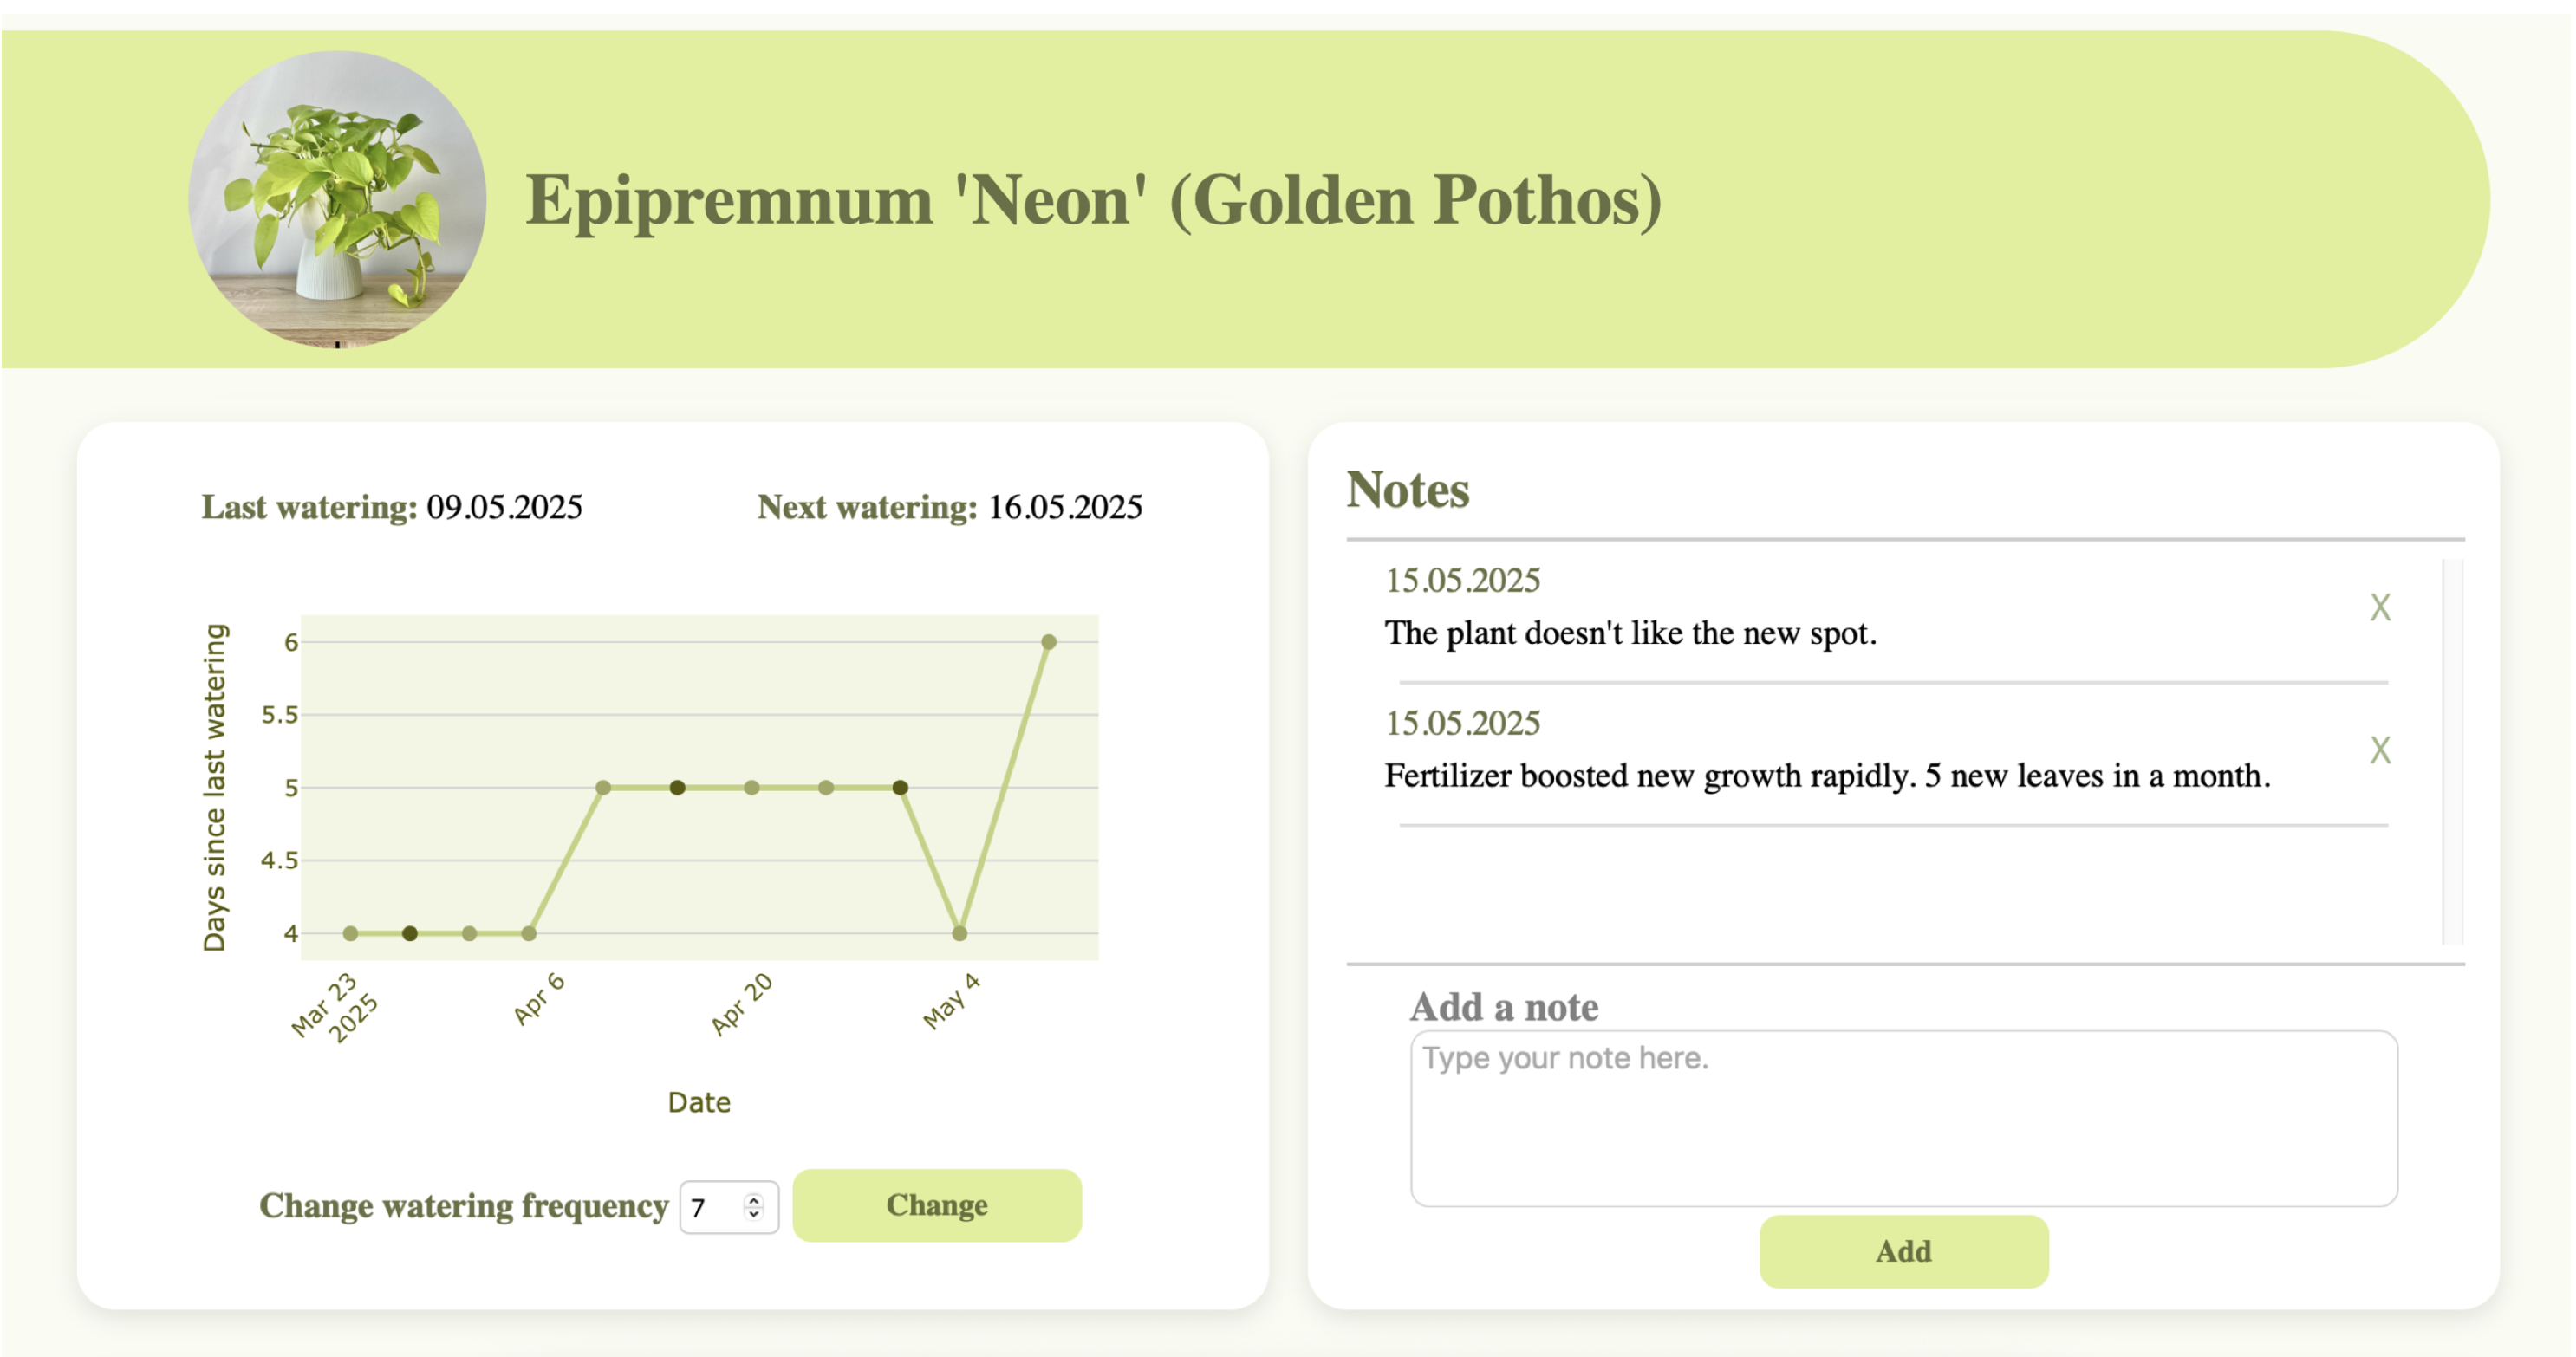 Epipremnum 'Neon' (Golden Pothos)
Last watering: 09.05.2025
Next watering: 16.05.2025
Days since last watering
6
5.5
5
4.5
4
Mar 23
2025
Apr 6
Apr 20
May 4
Date
Change watering frequency 7 Change
Notes
15.05.2025
X
The plant doesn't like the new spot.
15.05.2025
X
Fertilizer boosted new growth rapidly. 5 new leaves in a month.
Add a note
Type your note here.
Add